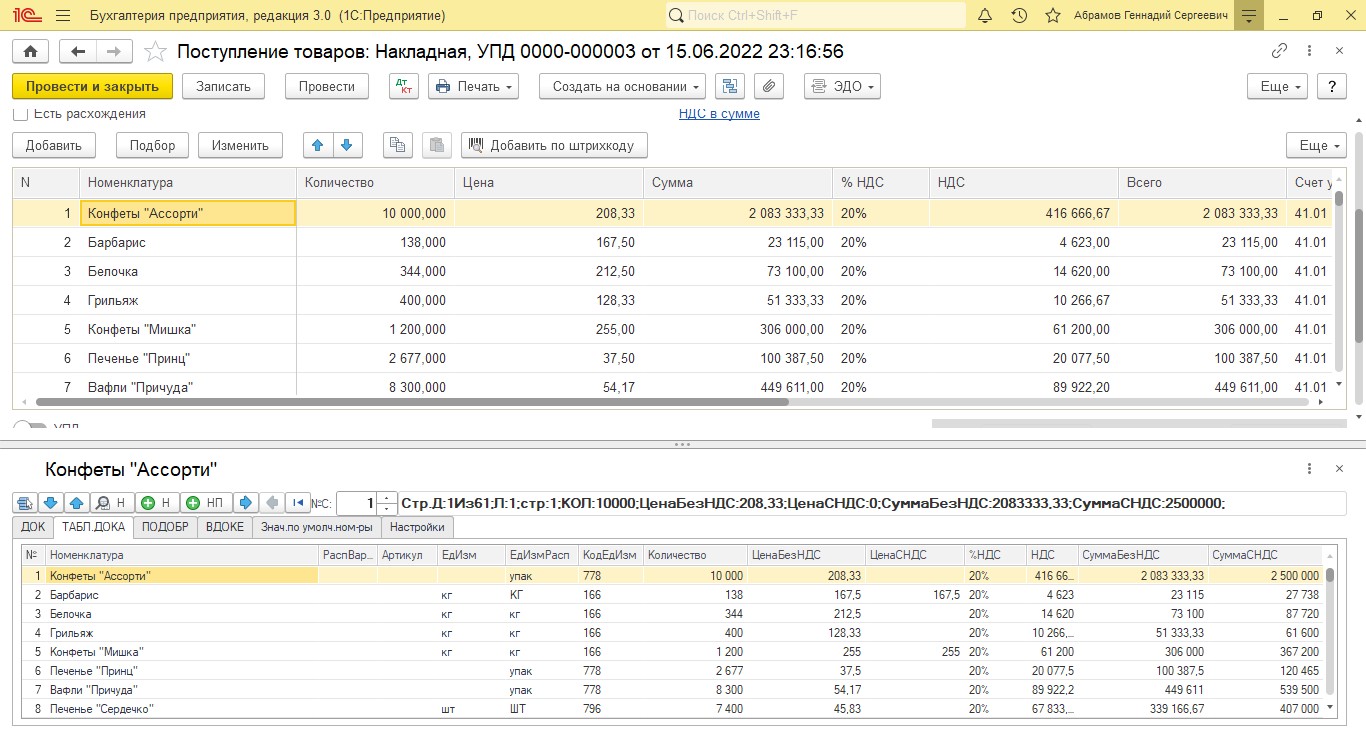 1С Бухгалтерия предприятия, редакция 3.0 (1С:Предприятие) Поиск Ctrl+Shift+F Абрамов Геннадий Сергеевич
Поступление товаров: Накладная, УПД 0000-000003 от 15.06.2022 23:16:56
Провести и закрыть Записать Провести Дт Кт Печать Создать на основании ЭДО Еще ?
Есть расхождения НДС в сумме
Добавить Подбор Изменить Добавить по штрихкоду Еще
N Номенклатура Количество Цена Сумма % НДС НДС Всего Счет у
1 Конфеты "Ассорти" 10 000,000 208,33 2 083 333,33 20% 416 666,67 2 083 333,33 41.01
2 Барбарис 138,000 167,50 23 115,00 20% 4 623,00 23 115,00 41.01
3 Белочка 344,000 212,50 73 100,00 20% 14 620,00 73 100,00 41.01
4 Грильяж 400,000 128,33 51 333,33 20% 10 266,67 51 333,33 41.01
5 Конфеты "Мишка" 1 200,000 255,00 306 000,00 20% 61 200,00 306 000,00 41.01
6 Печенье "Принц" 2 677,000 37,50 100 387,50 20% 20 077,50 100 387,50 41.01
7 Вафли "Причуда" 8 300,000 54,17 449 611,00 20% 89 922,20 449 611,00 41.01
УПД
Конфеты "Ассорти"
Н Н НП №С: 1 Стр.Д:1Из61;Л:1;стр:1;КОЛ:10000;ЦенаБезНДС:208,33;ЦенаСНДС:0;СуммаБезНДС:2083333,33;СуммаСНДС:2500000;
ДОК ТАБЛ.ДОКА ПОДОБР ВДОКЕ Знач.по умолч.ном-ры Настройки
№ Номенклатура РаспВар... Артикул ЕдИзм ЕдИзмРасп КодЕдИзм Количество ЦенаБезНДС ЦенаСНДС %НДС НДС СуммаБезНДС СуммаСНДС
1 Конфеты "Ассорти" упак 778 10 000 208,33 20% 416 66... 2 083 333,33 2 500 000
2 Барбарис кг КГ 166 138 167,5 167,5 20% 4 623 23 115 27 738
3 Белочка кг кг 166 344 212,5 20% 14 620 73 100 87 720
4 Грильяж кг кг 166 400 128,33 20% 10 266,... 51 333,33 61 600
5 Конфеты "Мишка" кг кг 166 1 200 255 255 20% 61 200 306 000 367 200
6 Печенье "Принц" упак 778 2 677 37,5 20% 20 077,5 100 387,5 120 465
7 Вафли "Причуда" упак 778 8 300 54,17 20% 89 922,2 449 611 539 500
8 Печенье "Сердечко" шт ШТ 796 7 400 45,83 20% 67 833,... 339 166,67 407 000